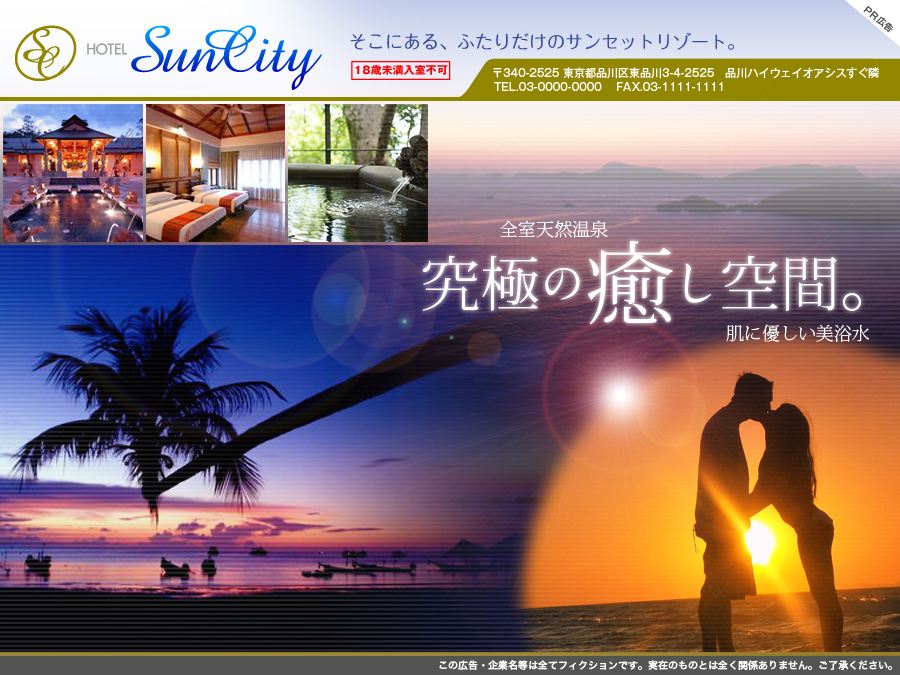 PR広告
SC
HOTEL SunCity
そこにある、ふたりだけのサンセットリゾート。
18歳未満入室不可
〒340-2525 東京都品川区東品川3-4-2525 品川ハイウェイオアシスすぐ隣
TEL.03-0000-0000 FAX.03-1111-1111
全室天然温泉
究極の癒し空間。
肌に優しい美浴水
この広告・企業名等は全てフィクションです。実在のものとは全く関係ありません。ご了承ください。